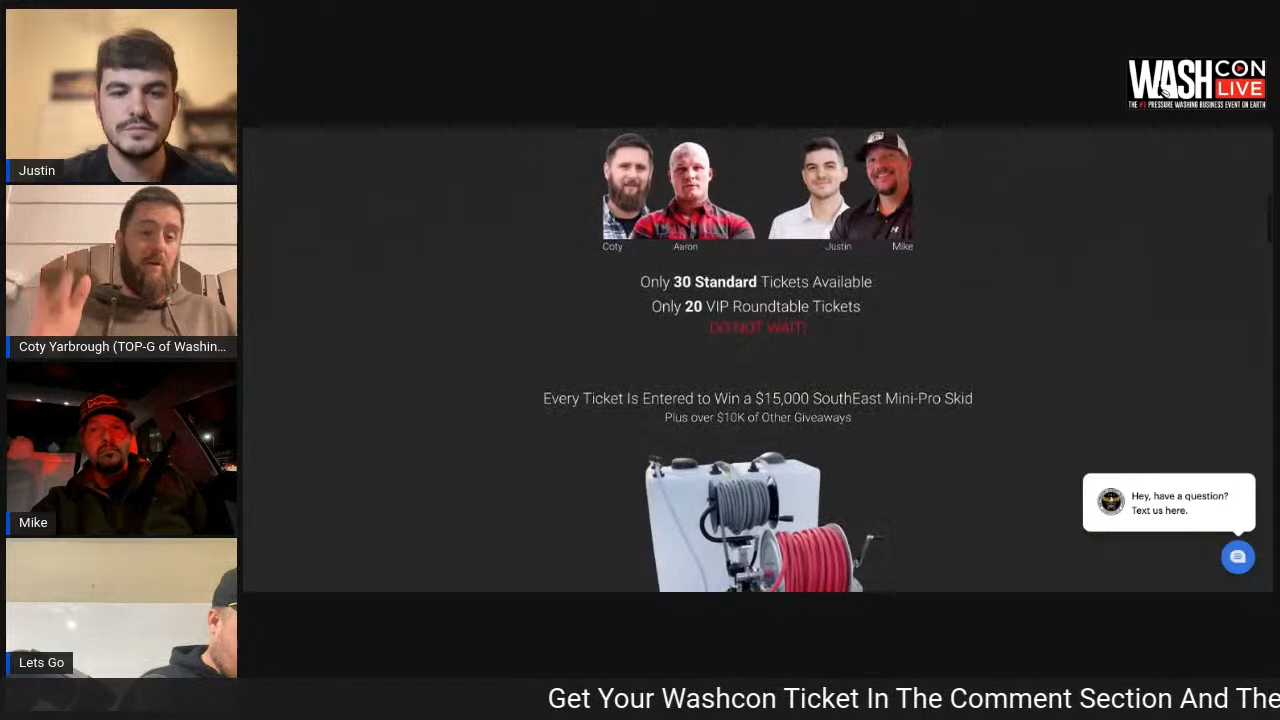 Justin
Coty Yarbrough (TOP-G of Washin...
Mike
Lets Go
WASHCON LIVE
THE #1 PRESSURE WASHING BUSINESS EVENT ON EARTH
Coty Aaron Justin Mike
Only 30 Standard Tickets Available
Only 20 VIP Roundtable Tickets
DO NOT WAIT!
Every Ticket Is Entered to Win a $15,000 SouthEast Mini-Pro Skid
Plus over $10K of Other Giveaways
Hey, have a question?
Text us here.
Get Your Washcon Ticket In The Comment Section And The